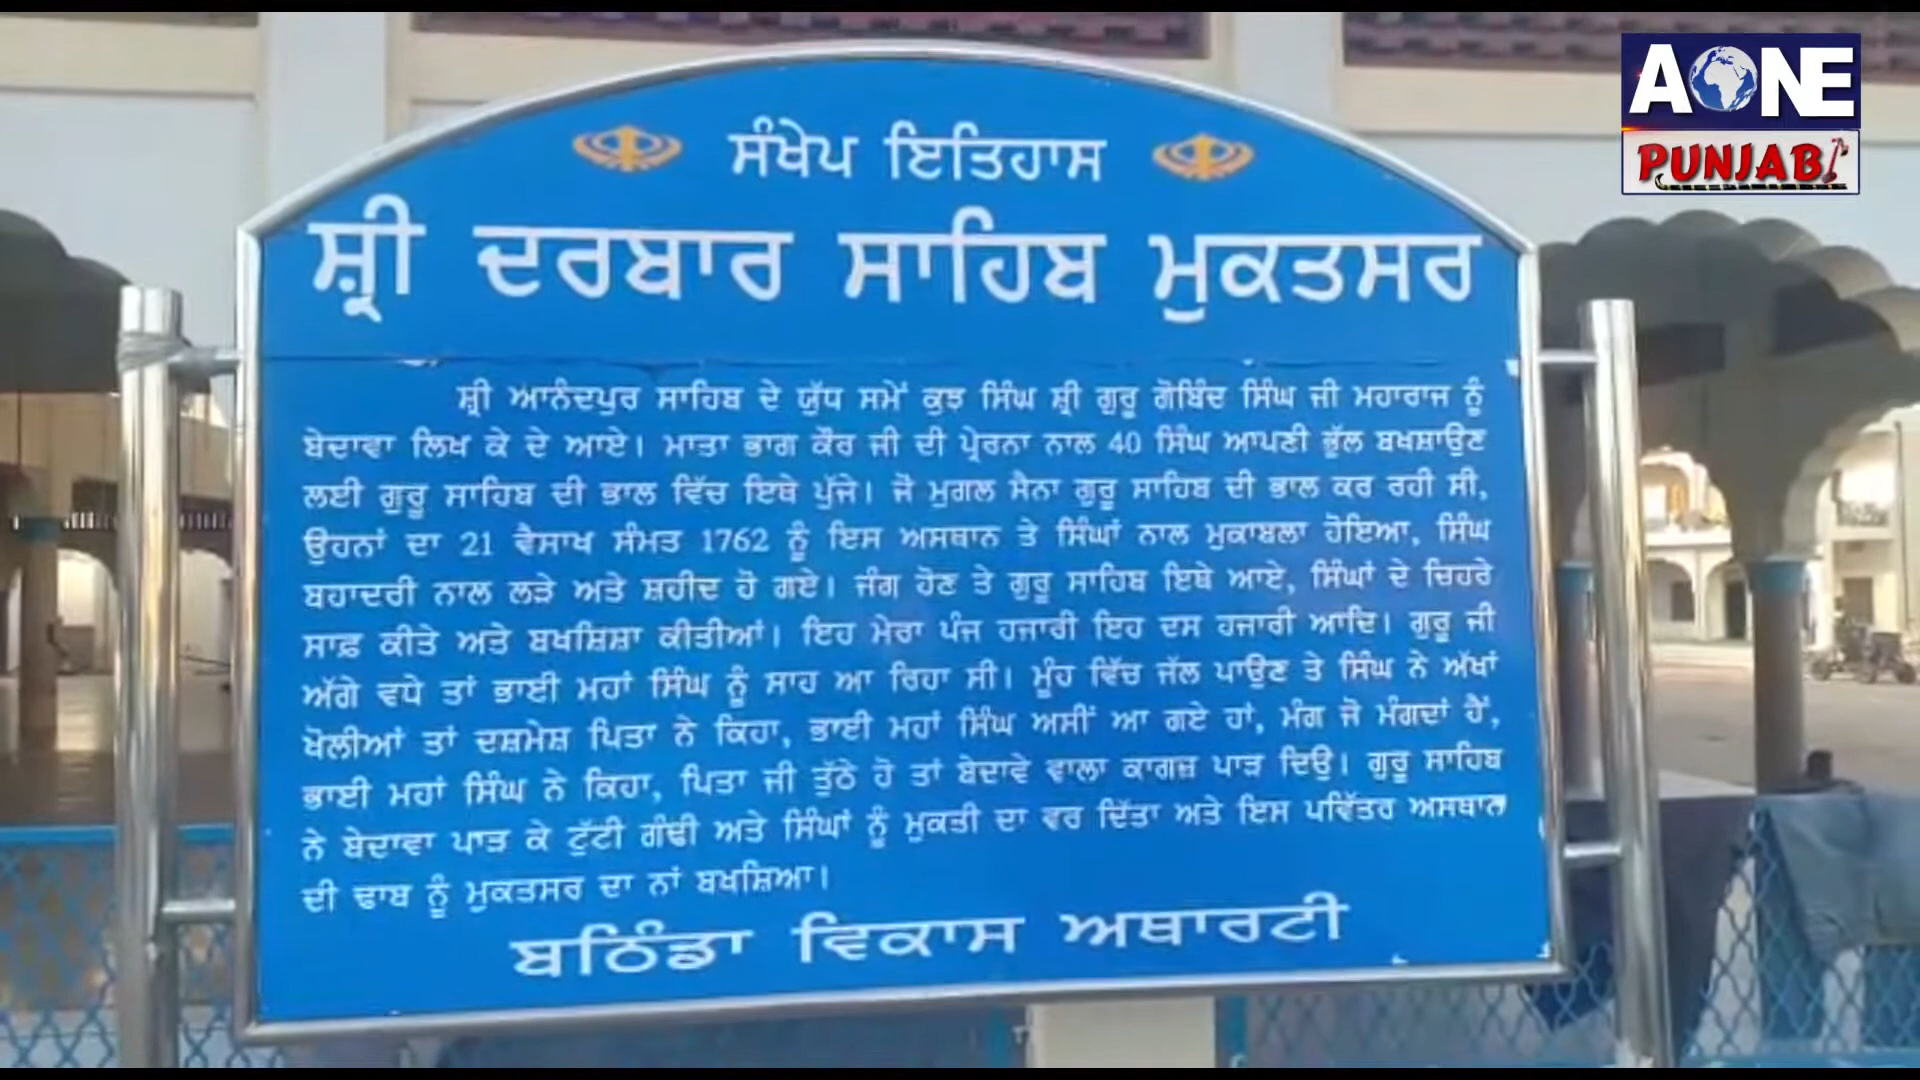 A ONE
PUNJABI
ਸੰਖੇਪ ਇਤਿਹਾਸ
ਸ਼੍ਰੀ ਦਰਬਾਰ ਸਾਹਿਬ ਮੁਕਤਸਰ
ਸ਼੍ਰੀ ਆਨੰਦਪੁਰ ਸਾਹਿਬ ਦੇ ਯੁੱਧ ਸਮੇਂ ਕੁਝ ਸਿੰਘ ਸ਼੍ਰੀ ਗੁਰੂ ਗੋਬਿੰਦ ਸਿੰਘ ਜੀ ਮਹਾਰਾਜ ਨੂੰ
ਬੇਦਾਵਾ ਲਿਖ ਕੇ ਦੇ ਆਏ। ਮਾਤਾ ਭਾਗ ਕੌਰ ਜੀ ਦੀ ਪ੍ਰੇਰਨਾ ਨਾਲ 40 ਸਿੰਘ ਆਪਣੀ ਭੁੱਲ ਬਖਸ਼ਾਉਣ
ਲਈ ਗੁਰੂ ਸਾਹਿਬ ਦੀ ਭਾਲ ਵਿੱਚ ਇਥੇ ਪੁੱਜੇ। ਜੋ ਮੁਗਲ ਸੈਨਾ ਗੁਰੂ ਸਾਹਿਬ ਦੀ ਭਾਲ ਕਰ ਰਹੀ ਸੀ,
ਉਹਨਾਂ ਦਾ 21 ਵੈਸਾਖ ਸੰਮਤ 1762 ਨੂੰ ਇਸ ਅਸਥਾਨ ਤੇ ਸਿੰਘਾਂ ਨਾਲ ਮੁਕਾਬਲਾ ਹੋਇਆ, ਸਿੰਘ
ਬਹਾਦਰੀ ਨਾਲ ਲੜੇ ਅਤੇ ਸ਼ਹੀਦ ਹੋ ਗਏ। ਜੰਗ ਹੋਣ ਤੇ ਗੁਰੂ ਸਾਹਿਬ ਇਥੇ ਆਏ, ਸਿੰਘਾਂ ਦੇ ਚਿਹਰੇ
ਸਾਫ਼ ਕੀਤੇ ਅਤੇ ਬਖਸ਼ਿਸ਼ਾ ਕੀਤੀਆਂ। ਇਹ ਮੇਰਾ ਪੰਜ ਹਜਾਰੀ ਇਹ ਦਸ ਹਜਾਰੀ ਆਦਿ। ਗੁਰੂ ਜੀ
ਅੱਗੇ ਵਧੇ ਤਾਂ ਭਾਈ ਮਹਾਂ ਸਿੰਘ ਨੂੰ ਸਾਹ ਆ ਰਿਹਾ ਸੀ। ਮੂੰਹ ਵਿੱਚ ਜੱਲ ਪਾਉਣ ਤੇ ਸਿੰਘ ਨੇ ਅੱਖਾਂ
ਖੋਲੀਆਂ ਤਾਂ ਦਸ਼ਮੇਸ਼ ਪਿਤਾ ਨੇ ਕਿਹਾ, ਭਾਈ ਮਹਾਂ ਸਿੰਘ ਅਸੀਂ ਆ ਗਏ ਹਾਂ, ਮੰਗ ਜੋ ਮੰਗਦਾਂ ਹੈਂ,
ਭਾਈ ਮਹਾਂ ਸਿੰਘ ਨੇ ਕਿਹਾ, ਪਿਤਾ ਜੀ ਤੁੱਠੇ ਹੋ ਤਾਂ ਬੇਦਾਵੇ ਵਾਲਾ ਕਾਗਜ਼ ਪਾੜ ਦਿਉ। ਗੁਰੂ ਸਾਹਿਬ
ਨੇ ਬੇਦਾਵਾ ਪਾੜ ਕੇ ਟੁੱਟੀ ਗੰਢੀ ਅਤੇ ਸਿੰਘਾਂ ਨੂੰ ਮੁਕਤੀ ਦਾ ਵਰ ਦਿੱਤਾ ਅਤੇ ਇਸ ਪਵਿੱਤਰ ਅਸਥਾਨ
ਦੀ ਢਾਬ ਨੂੰ ਮੁਕਤਸਰ ਦਾ ਨਾਂ ਬਖਸ਼ਿਆ।
ਬਠਿੰਡਾ ਵਿਕਾਸ ਅਥਾਰਟੀ